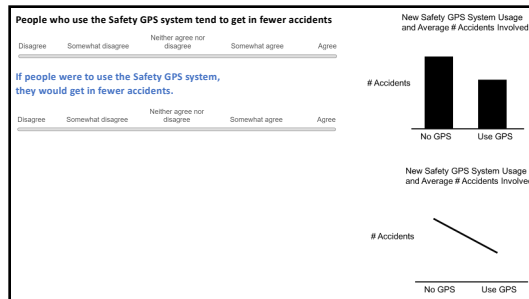 People who use the Safety GPS system tend to get in fewer accidents
Disagree
Somewhat disagree
Neither agree nor
disagree
Somewhat agree
Agree
If people were to use the Safety GPS system,
they would get in fewer accidents.
Disagree
Somewhat disagree
Neither agree nor
disagree
Somewhat agree
Agree
New Safety GPS System Usage
and Average # Accidents Involved
# Accidents
No GPS
Use GPS
New Safety GPS System Usage
and Average # Accidents Involved
# Accidents
No GPS
Use GPS